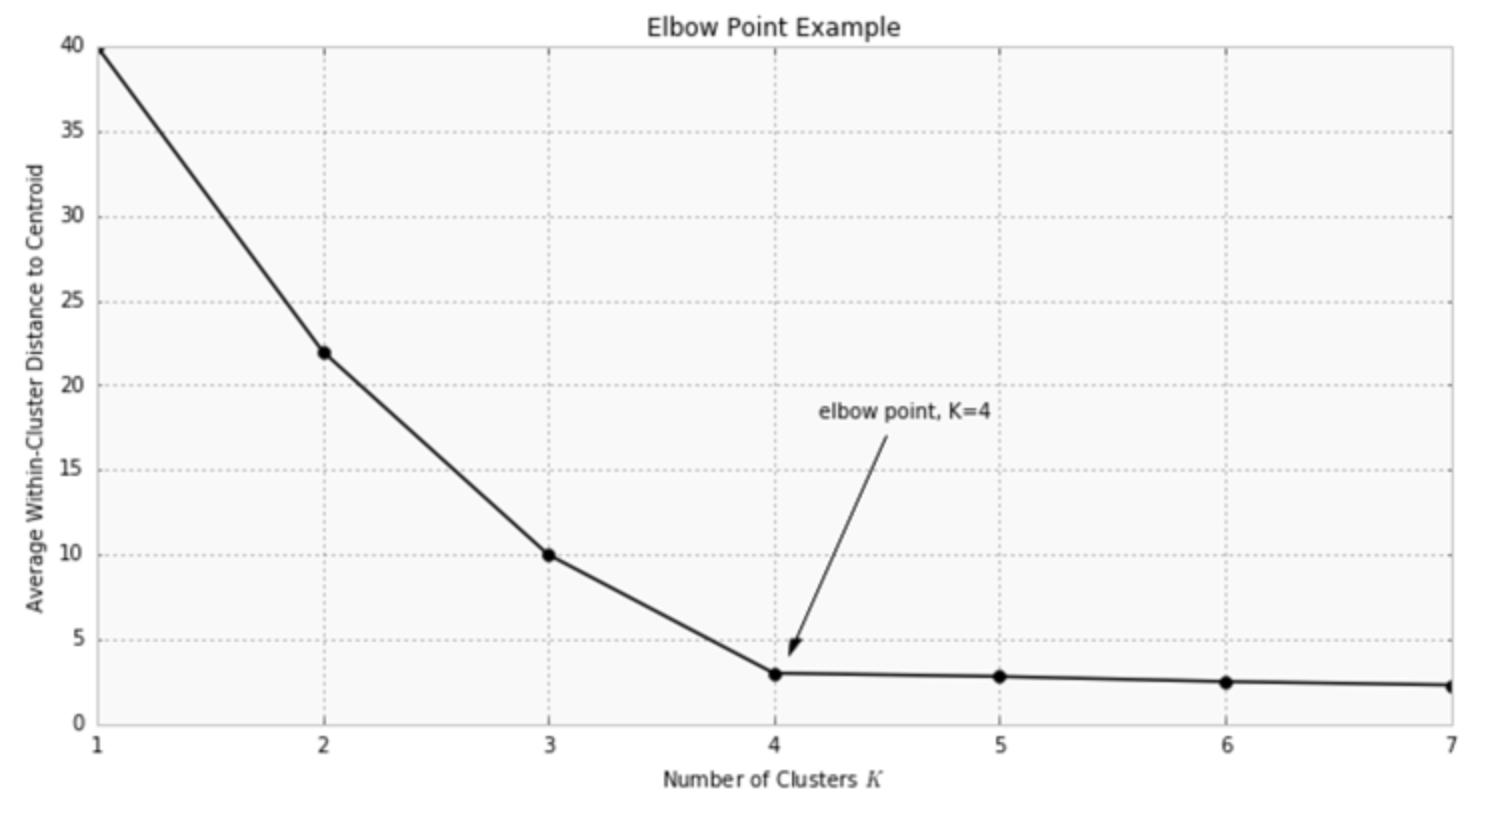 Elbow Point Example
40
35
30
25
20
15
10
5
0
Average Within-Cluster Distance to Centroid
elbow point, K=4
1 2 3 4 5 6 7
Number of Clusters K